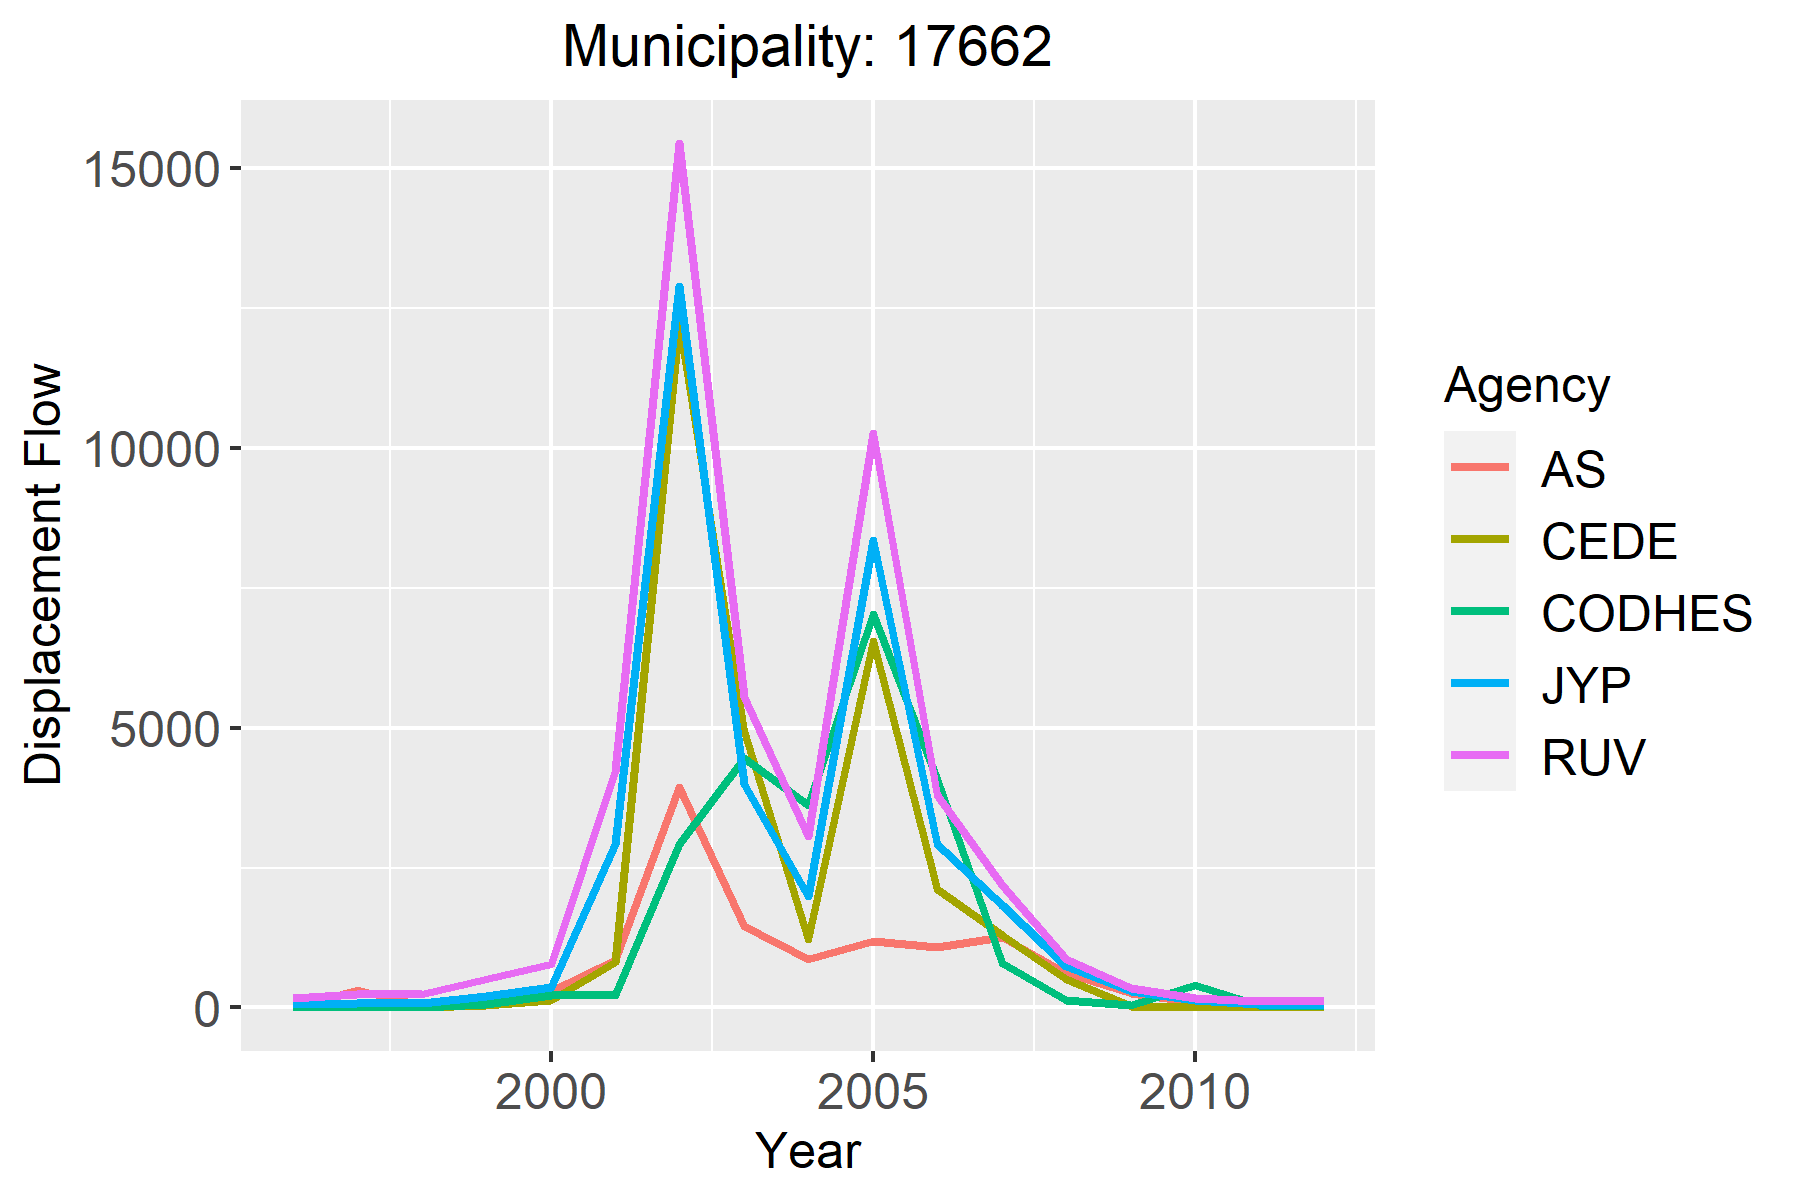 Municipality: 17662
Displacement Flow
15000
10000
5000
0
2000 2005 2010
Year
Agency
AS
CEDE
CODHES
JYP
RUV